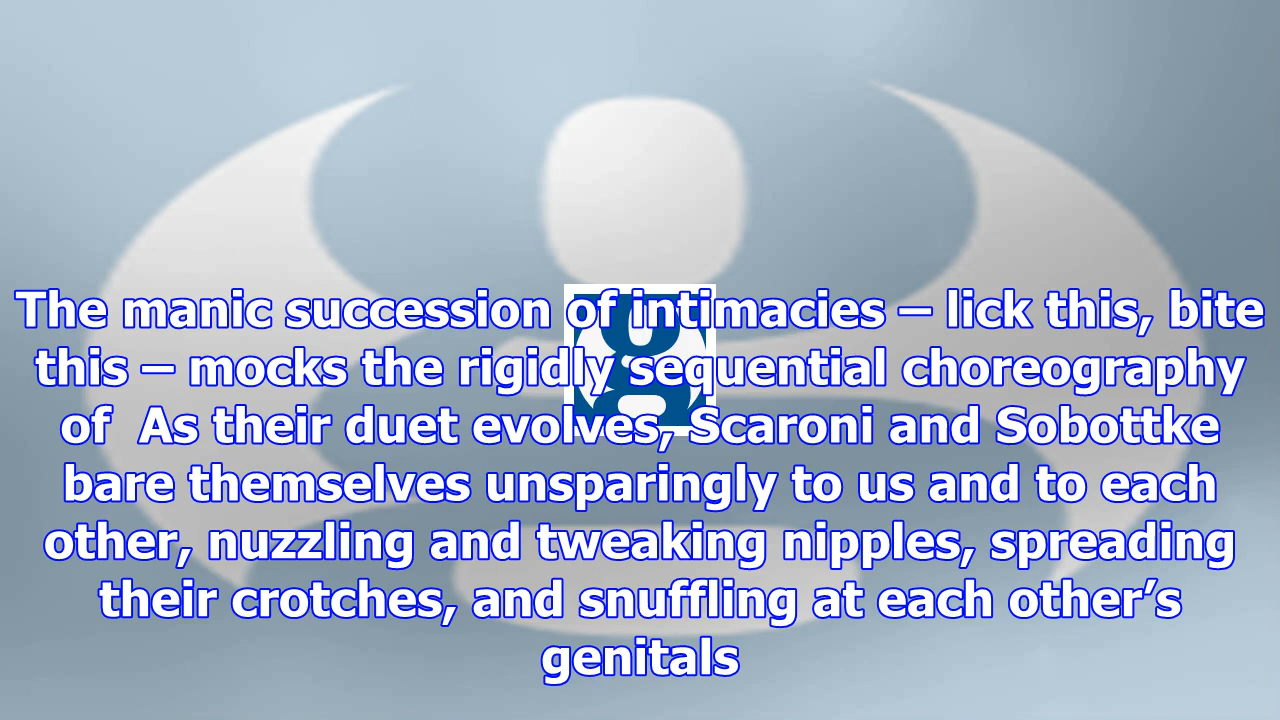 The manic succession of intimacies – lick this, bite
this – mocks the rigidly sequential choreography
of  As their duet evolves, Scaroni and Sobottke
bare themselves unsparingly to us and to each
other, nuzzling and tweaking nipples, spreading
their crotches, and snuffling at each other’s
genitals